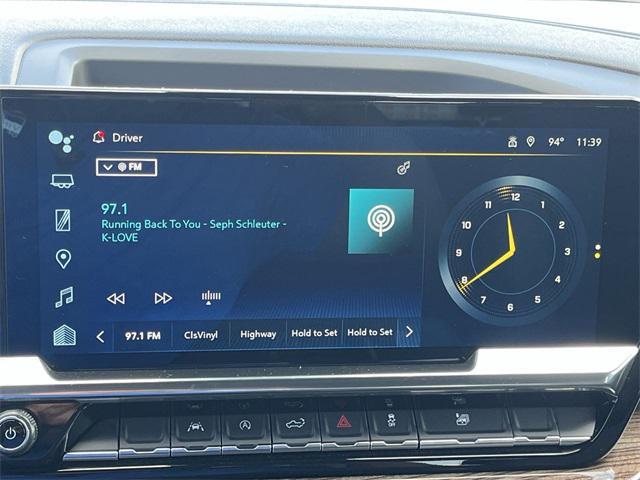 Driver
94° 11:39
FM
97.1
Running Back To You - Seph Schleuter -
K-LOVE
12
11 1
10 2
9 3
8 4
7 5
6
97.1 FM ClsVinyl Highway Hold to Set Hold to Set